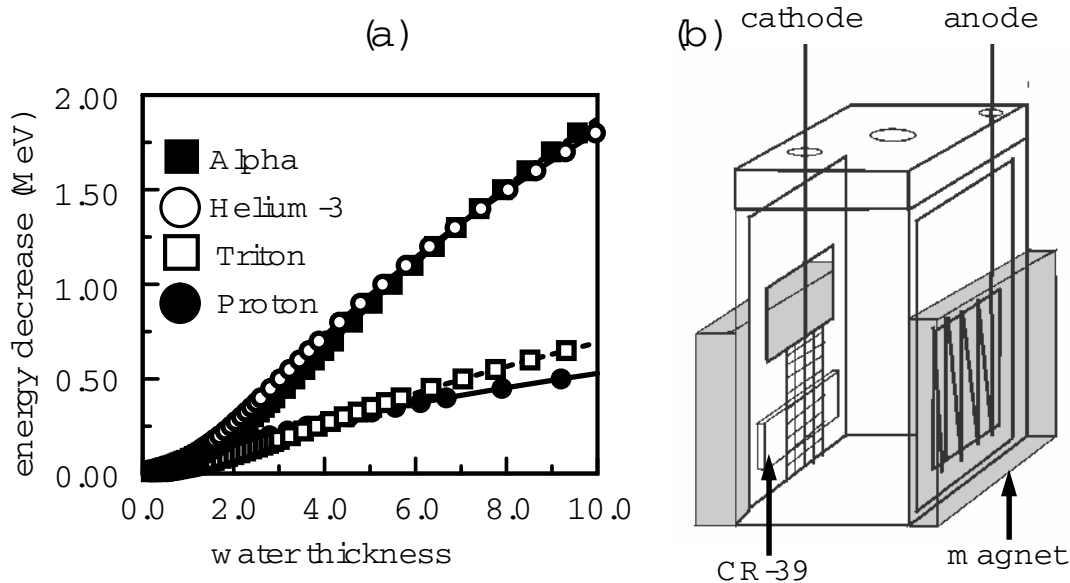 (a)
energy decrease (MeV)
2.00
1.50
1.00
0.50
0.00
Alpha
Helium-3
Triton
Proton
0.0 2.0 4.0 6.0 8.0 10.0
water thickness
(b)
cathode
anode
CR-39
magnet